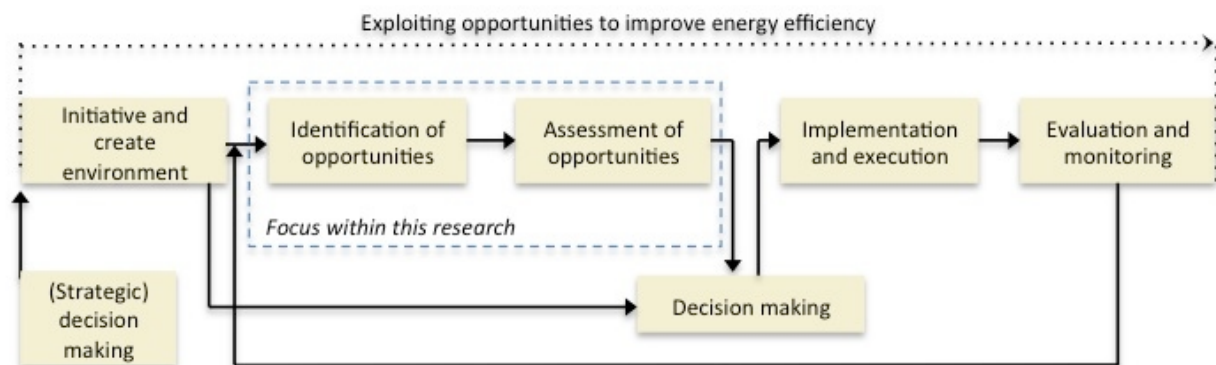 Exploiting opportunities to improve energy efficiency
Initiative and
create
environment
Identification of
opportunities
Assessment of
opportunities
Implementation
and execution
Evaluation and
monitoring
Focus within this research
(Strategic)
decision
making
Decision making